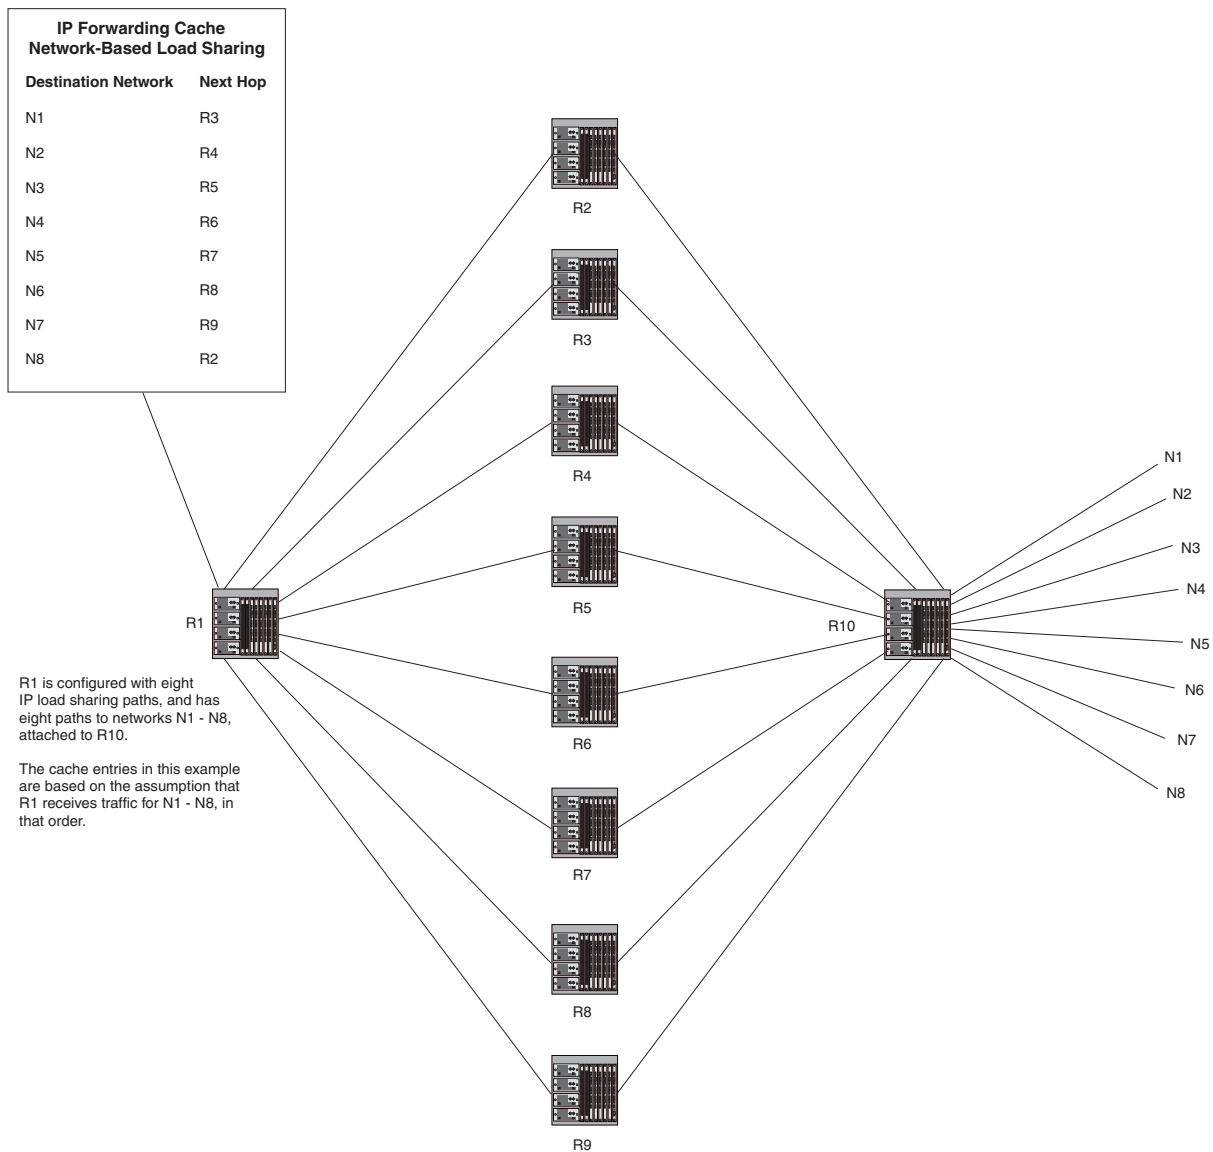 IP Forwarding Cache
Network-Based Load Sharing
Destination Network Next Hop
N1 R3
N2 R4
N3 R5
N4 R6
N5 R7
N6 R8
N7 R9
N8 R2
R2
R3
R4
R5
R6
R7
R8
R9
R1
R10
N1
N2
N3
N4
N5
N6
N7
N8
R1 is configured with eight
IP load sharing paths, and has
eight paths to networks N1 - N8,
attached to R10.
The cache entries in this example
are based on the assumption that
R1 receives traffic for N1 - N8, in
that order.